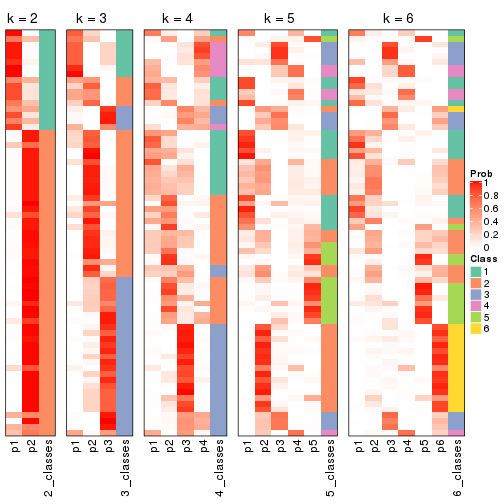 k = 2
k = 3
k = 4
k = 5
k = 6
Prob
1
0.8
0.6
0.4
0.2
0
Class
1
2
3
4
5
6
p1
p2
2_classes
p1
p2
p3
3_classes
p1
p2
p3
p4
4_classes
p1
p2
p3
p4
p5
5_classes
p1
p2
p3
p4
p5
p6
6_classes